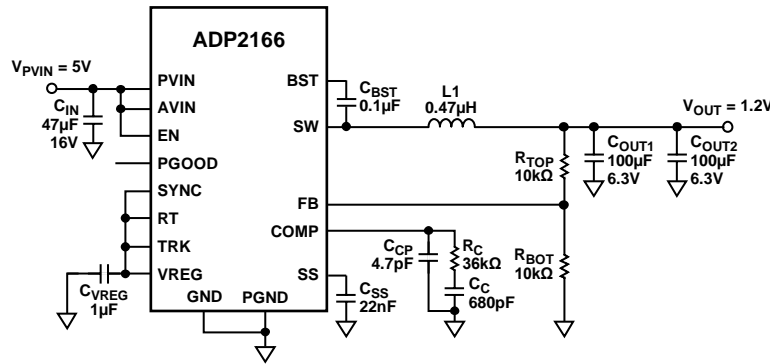 ADP2166
V_PVIN = 5V
C_IN
47µF
16V
PVIN
AVIN
EN
PGOOD
SYNC
RT
TRK
VREG
C_VREG
1µF
GND
PGND
BST
SW
FB
COMP
SS
C_BST
0.1µF
L1
0.47µH
V_OUT = 1.2V
R_TOP
10kΩ
C_OUT1
100µF
6.3V
C_OUT2
100µF
6.3V
C_CP
4.7pF
R_C
36kΩ
C_C
680pF
R_BOT
10kΩ
C_SS
22nF